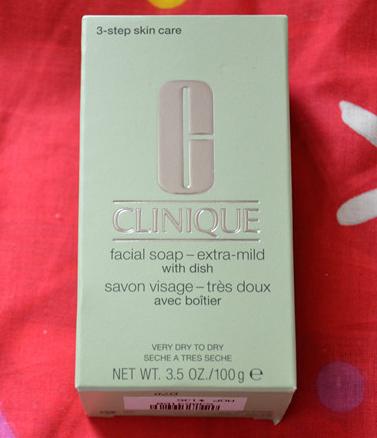 3-step skin care
C
CLINIQUE
facial soap – extra-mild
with dish
savon visage – très doux
avec boîtier
VERY DRY TO DRY
SECHE A TRES SECHE
NET WT. 3.5 OZ./100g ℮